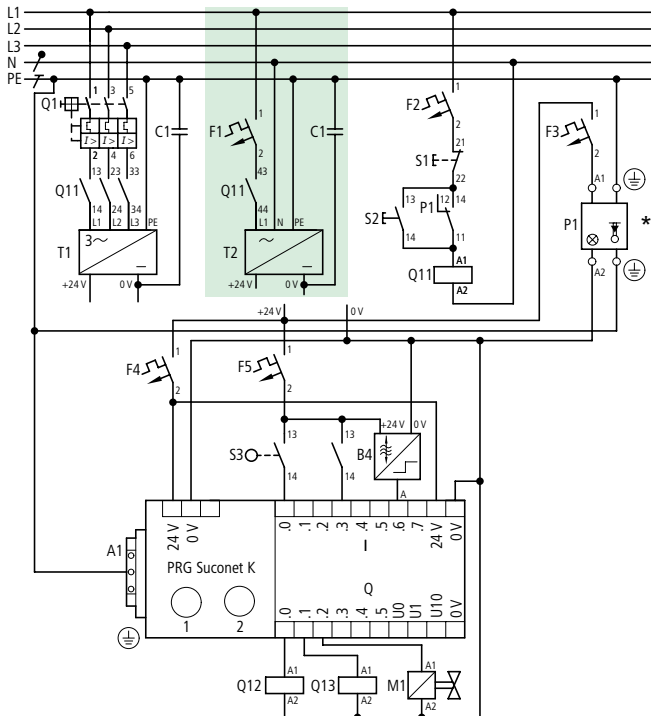 L1
L2
L3
N
PE
Q1
1 3 5
I> I> I>
2 4 6
13 23 33
Q11
14 24 34
L1 L2 L3 PE
C1
T1
3~
+24 V 0 V
F1
1
2
43
Q11
44
L1 N PE
C1
T2
~
+24 V 0 V
F2
1
2
21
S1E
22
13
S2E
14
12 14
P1
11
A1
Q11
A2
F3
1
2
A1
P1
*
A2
+24 V 0 V
F4
1
2
F5
1
2
13
S3
14
13
14
+24 V 0 V
B4
A
A1
24 V
0 V
PRG Suconet K
1 2
.0 .1 .2 .3 .4 .5 .6 .7 24 V 0 V
I
Q
.0 .1 .2 .3 .4 .5 U0 U1 U10 0 V
A1
Q12
A2
A1
Q13
A2
A1
M1
A2